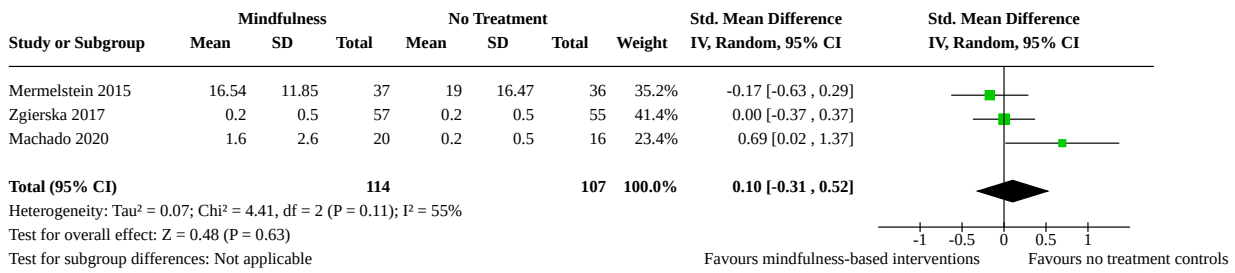 Mindfulness No Treatment Std. Mean Difference Std. Mean Difference
Study or Subgroup Mean SD Total Mean SD Total Weight IV, Random, 95% CI IV, Random, 95% CI
Mermelstein 2015 16.54 11.85 37 19 16.47 36 35.2% -0.17 [-0.63 , 0.29]
Zgierska 2017 0.2 0.5 57 0.2 0.5 55 41.4% 0.00 [-0.37 , 0.37]
Machado 2020 1.6 2.6 20 0.2 0.5 16 23.4% 0.69 [0.02 , 1.37]
Total (95% CI) 114 107 100.0% 0.10 [-0.31 , 0.52]
Heterogeneity: Tau² = 0.07; Chi² = 4.41, df = 2 (P = 0.11); I² = 55%
Test for overall effect: Z = 0.48 (P = 0.63) -1 -0.5 0 0.5 1
Test for subgroup differences: Not applicable Favours mindfulness-based interventions Favours no treatment controls